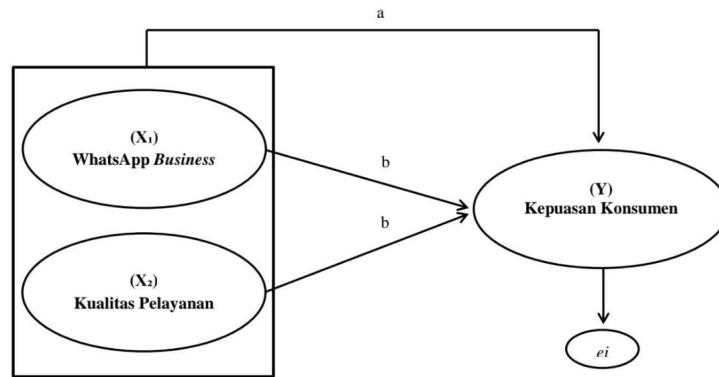 a
(X₁)
WhatsApp Business
b
(Y)
Kepuasan Konsumen
b
(X₂)
Kualitas Pelayanan
ei